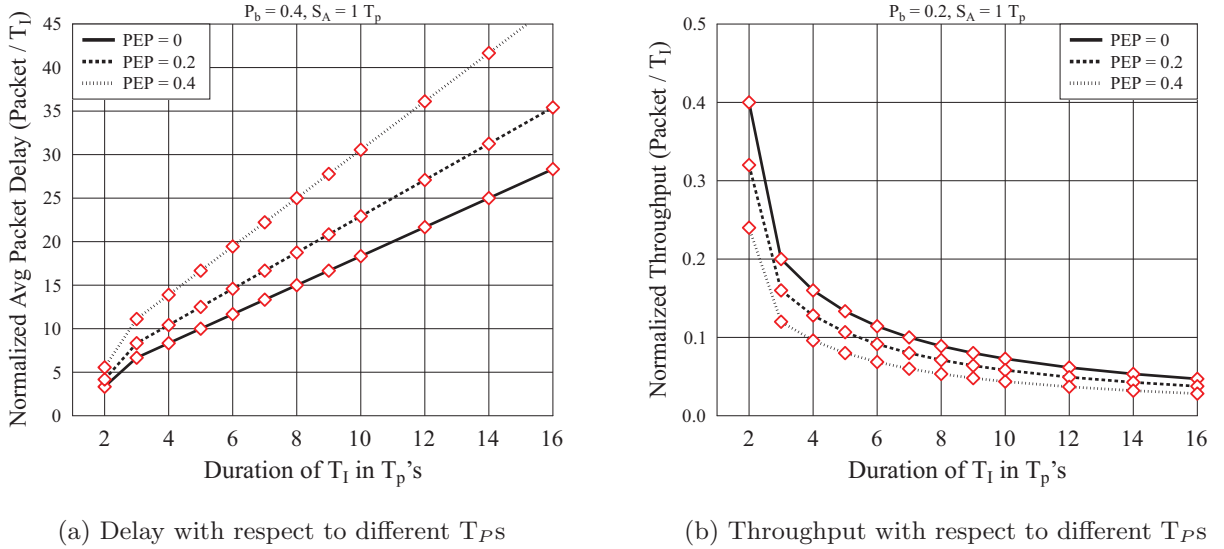 P_b = 0.4, S_A = 1 T_p
Normalized Avg Packet Delay (Packet / T_I)
45
40
35
30
25
20
15
10
5
0
PEP = 0
PEP = 0.2
PEP = 0.4
2 4 6 8 10 12 14 16
Duration of T_I in T_p's
(a) Delay with respect to different T_Ps
P_b = 0.2, S_A = 1 T_p
Normalized Throughput (Packet / T_I)
0.5
0.4
0.3
0.2
0.1
0.0
PEP = 0
PEP = 0.2
PEP = 0.4
2 4 6 8 10 12 14 16
Duration of T_I in T_p's
(b) Throughput with respect to different T_Ps